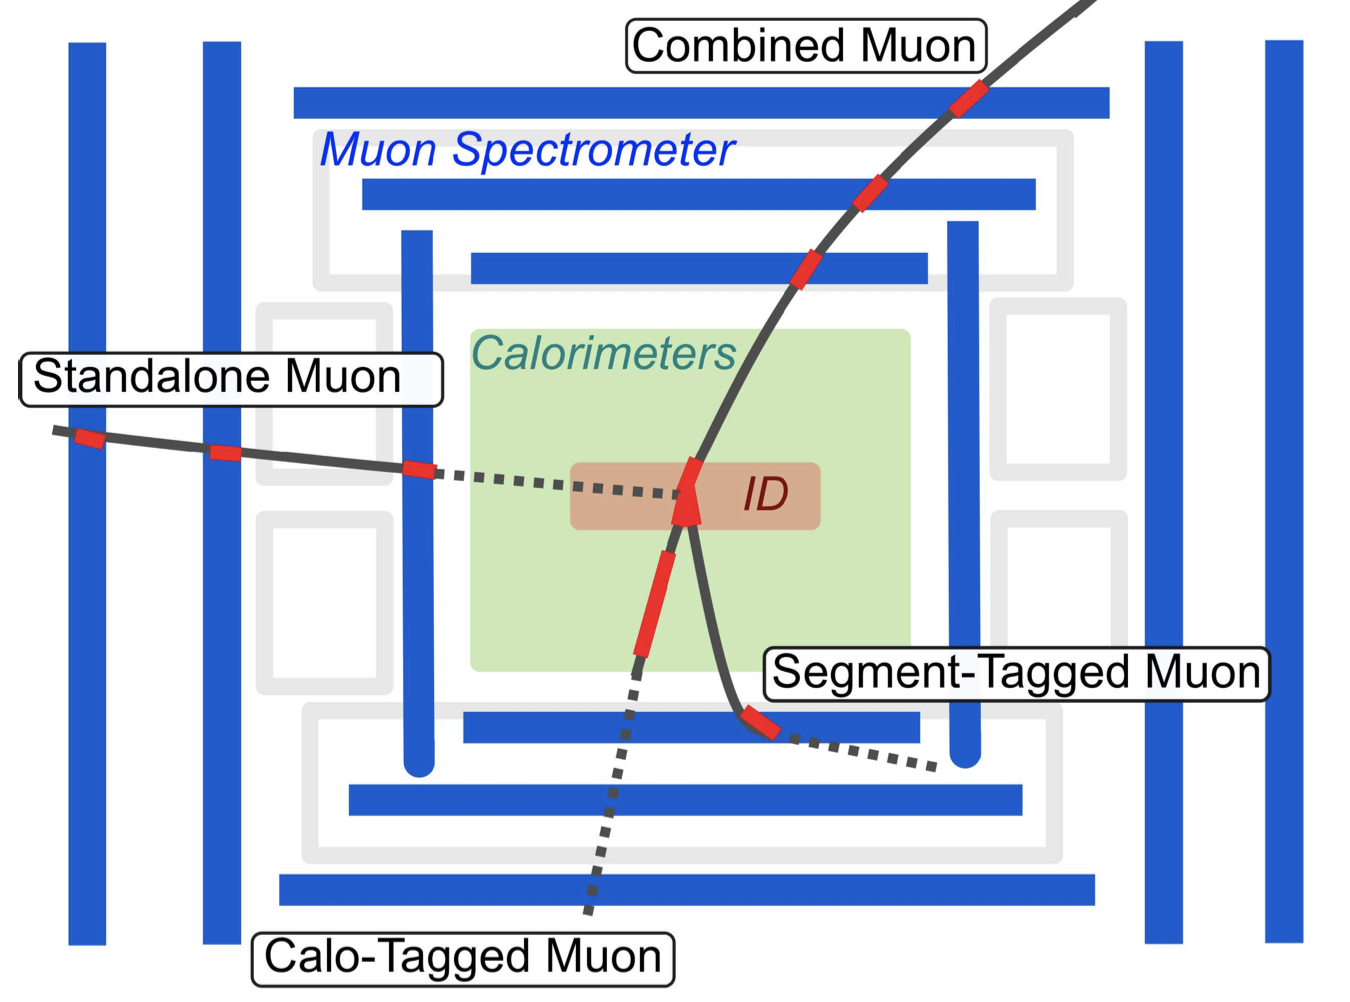 Combined Muon
Muon Spectrometer
Calorimeters
Standalone Muon
ID
Segment-Tagged Muon
Calo-Tagged Muon